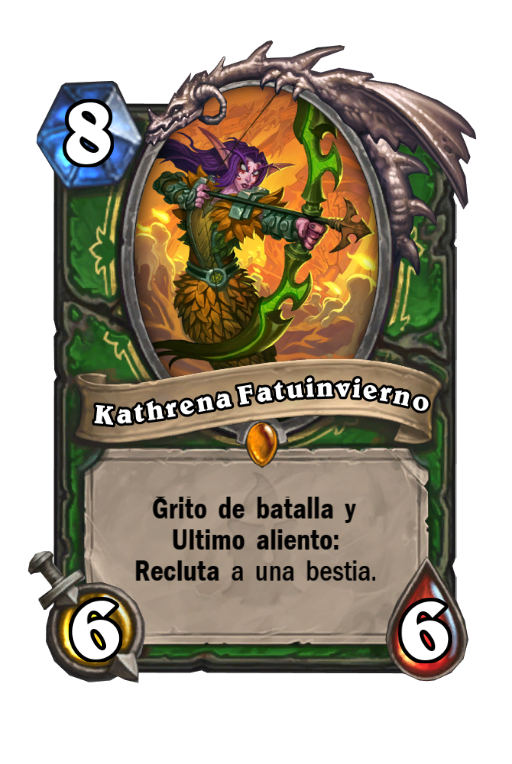 8
Kathrena Fatuinvierno
Grito de batalla y
Ultimo aliento:
Recluta a una bestia.
6
6